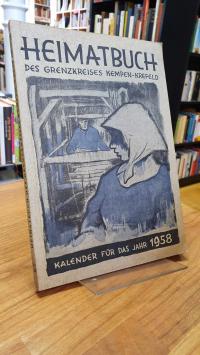 HEIMATBUCH
DES GRENZKREISES KEMPEN-KREFELD
KALENDER FÜR DAS JAHR 1958